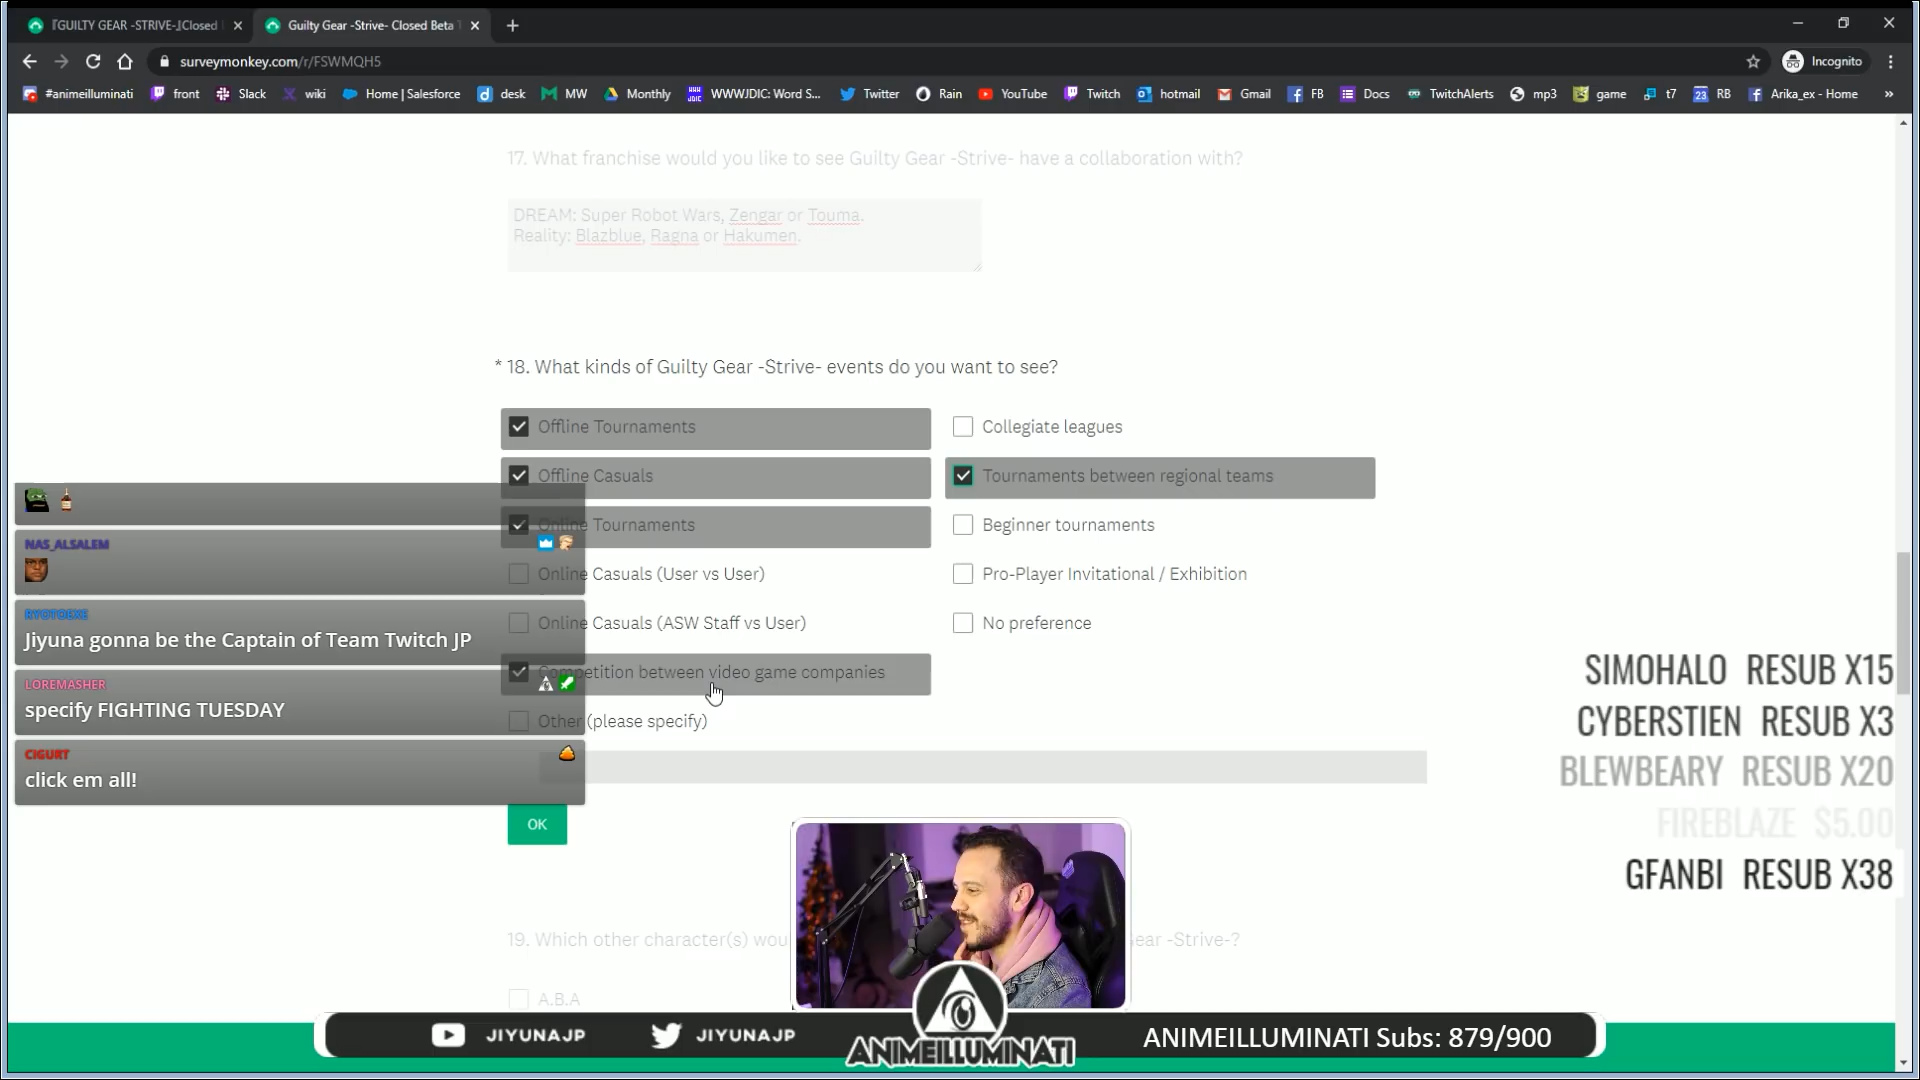 『GUILTY GEAR -STRIVE-』Closed
Guilty Gear -Strive- Closed Beta T
surveymonkey.com/r/FSWMQH5
Incognito
#animeilluminati
front
Slack
wiki
Home | Salesforce
desk
MW
Monthly
WWWJDIC: Word S...
Twitter
Rain
YouTube
Twitch
hotmail
Gmail
FB
Docs
TwitchAlerts
mp3
game
t7
23
RB
Arika_ex - Home
17. What franchise would you like to see Guilty Gear -Strive- have a collaboration with?
DREAM: Super Robot Wars, Zengar or Touma.
Reality: Blazblue, Ragna or Hakumen.
* 18. What kinds of Guilty Gear -Strive- events do you want to see?
Offline Tournaments
Collegiate leagues
Offline Casuals
Tournaments between regional teams
Online Tournaments
Beginner tournaments
Online Casuals (User vs User)
Pro-Player Invitational / Exhibition
Online Casuals (ASW Staff vs User)
No preference
Competition between video game companies
Other (please specify)
OK
NAS_ALSALEM
RYOTOEXE
Jiyuna gonna be the Captain of Team Twitch JP
LOREMASHER
specify FIGHTING TUESDAY
CIGURT
click em all!
SIMOHALO RESUB X15
CYBERSTIEN RESUB X3
BLEWBEARY RESUB X20
FIREBLAZE $5.00
GFANBI RESUB X38
19. Which other character(s) wou
ear -Strive-?
A.B.A
JIYUNAJP
JIYUNAJP
ANIMEILLUMINATI
ANIMEILLUMINATI Subs: 879/900